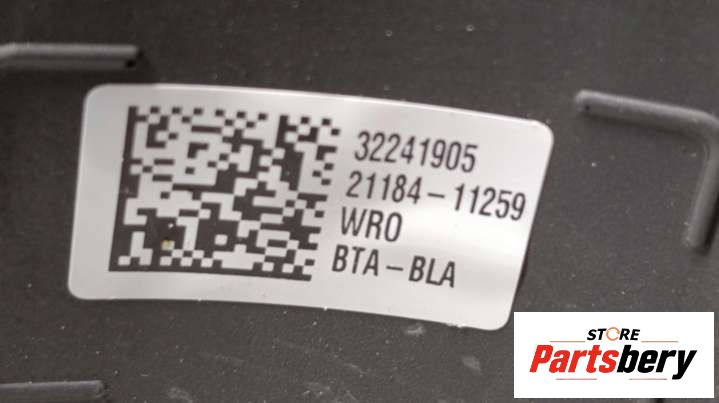 32241905
21184-11259
WRO
BTA-BLA
STORE
Partsbery